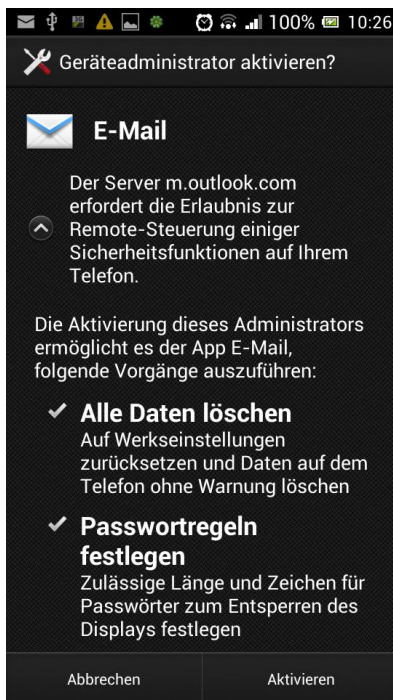 100% 10:26
Geräteadministrator aktivieren?
E-Mail
Der Server m.outlook.com
erfordert die Erlaubnis zur
Remote-Steuerung einiger
Sicherheitsfunktionen auf Ihrem
Telefon.
Die Aktivierung dieses Administrators
ermöglicht es der App E-Mail,
folgende Vorgänge auszuführen:
Alle Daten löschen
Auf Werkseinstellungen
zurücksetzen und Daten auf dem
Telefon ohne Warnung löschen
Passwortregeln
festlegen
Zulässige Länge und Zeichen für
Passwörter zum Entsperren des
Displays festlegen
Abbrechen Aktivieren